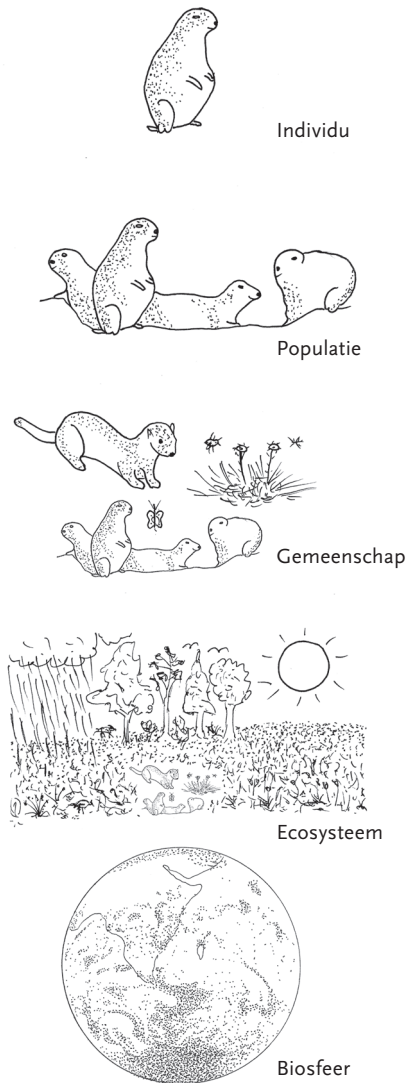 Individu
Populatie
Gemeenschap
Ecosysteem
Biosfeer